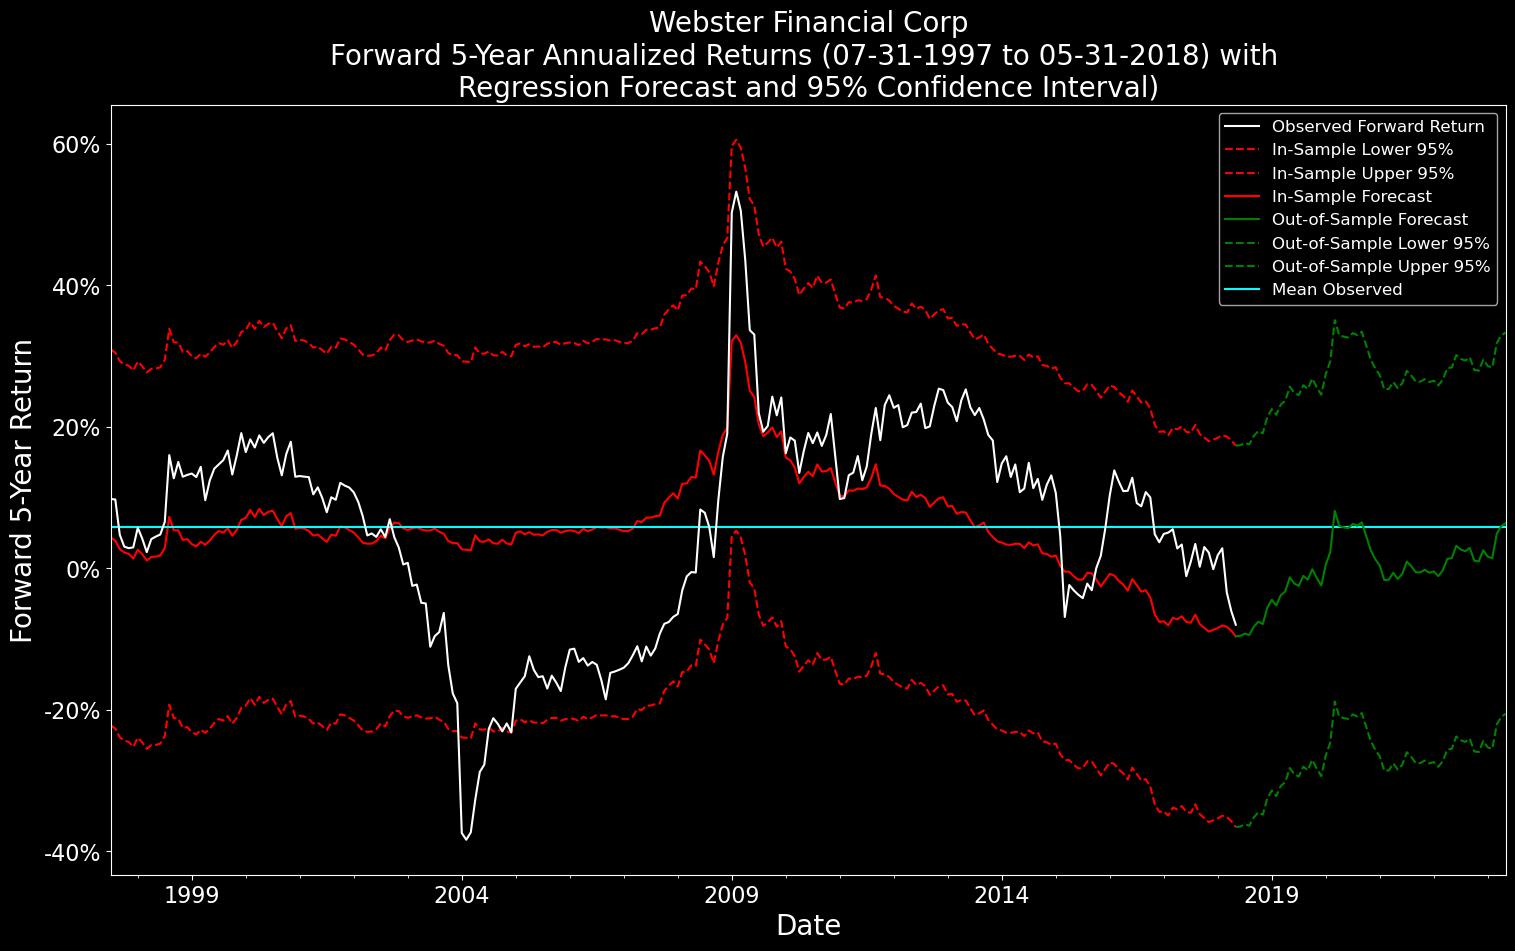 Webster Financial Corp
Forward 5-Year Annualized Returns (07-31-1997 to 05-31-2018) with
Regression Forecast and 95% Confidence Interval)
Forward 5-Year Return
60%
40%
20%
0%
-20%
-40%
Observed Forward Return
In-Sample Lower 95%
In-Sample Upper 95%
In-Sample Forecast
Out-of-Sample Forecast
Out-of-Sample Lower 95%
Out-of-Sample Upper 95%
Mean Observed
1999
2004
2009
2014
2019
Date